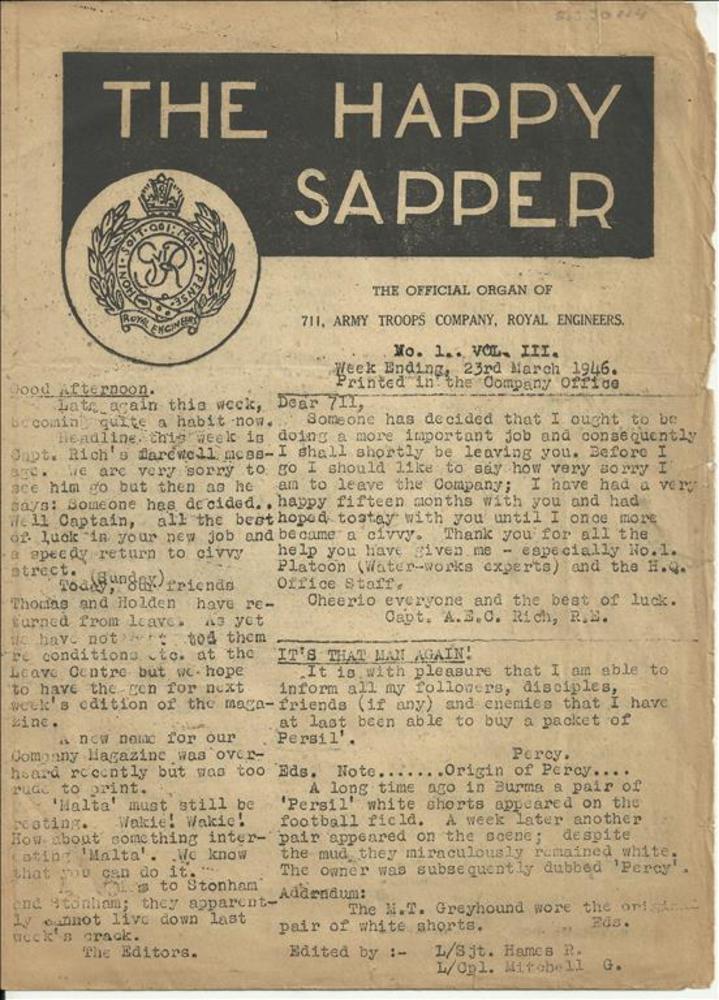 THE HAPPY
SAPPER
HONI·SOIT·QUI·MAL·Y·PENSE
ROYAL ENGINEERS
THE OFFICIAL ORGAN OF
711, ARMY TROOPS COMPANY, ROYAL ENGINEERS.
No. 1.. VOL. III.
Week Ending, 23rd March 1946.
Printed in the Company Office
Good Afternoon.
Late again this week,
becoming quite a habit now.
Headline this week is
Capt. Rich's farewell mess-
age. We are very sorry to
see him go but then as he
says: Someone has decided..
Well Captain, all the best
of luck in your new job and
a speedy return to civvy
street.
Today, (Sunday) our friends
Thomas and Holden have re-
turned from leave. As yet
we have not them
re conditions etc. at the
Leave Centre but we hope
to have the gen for next
week's edition of the maga-
zine.
A new name for our
Company Magazine was over-
heard recently but was too
rude to print.
'Malta' must still be
resting. Wakie! Wakie!
How about something inter-
esting 'Malta'. We know
that you can do it.
to Stonham
and Stonham; they apparent-
ly cannot live down last
week's crack.
The Editors.
Dear 711,
Someone has decided that I ought to be
doing a more important job and consequently
I shall shortly be leaving you. Before I
go I should like to say how very sorry I
am to leave the Company; I have had a very
happy fifteen months with you and had
hoped tostay with you until I once more
became a civvy. Thank you for all the
help you have given me - especially No.1.
Platoon (Water-works experts) and the H.Q.
Office Staff.
Cheerio everyone and the best of luck.
Capt. A.E.C. Rich, R.E.
IT'S THAT MAN AGAIN!
It is with pleasure that I am able to
inform all my followers, disciples,
friends (if any) and enemies that I have
at last been able to buy a packet of
Persil'.
Percy.
Eds. Note.......Origin of Percy....
A long time ago in Burma a pair of
'Persil' white shorts appeared on the
football field. A week later another
pair appeared on the scene; despite
the mud they miraculously remained white.
The owner was subsequently dubbed 'Percy'.
Addendum:
The M.T. Greyhound wore the
pair of white shorts. Eds.
Edited by :- L/Sjt. Hames R.
L/Cpl. Mitchell G.